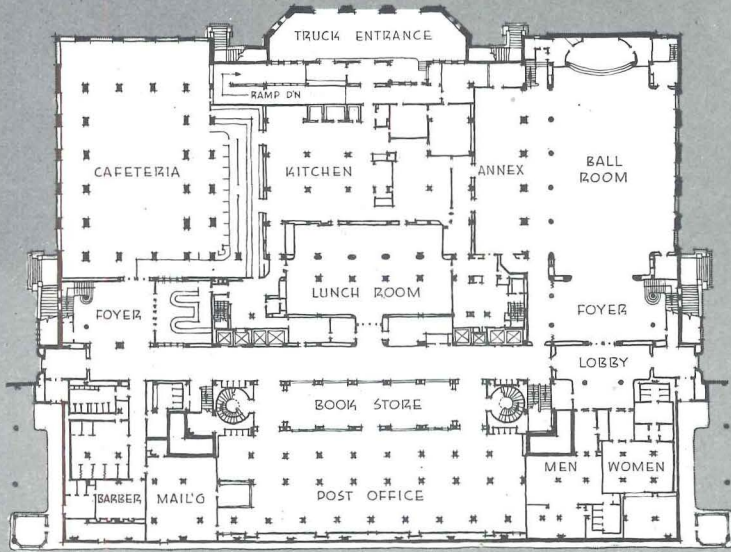 TRUCK ENTRANCE
RAMP D'N
CAFETERIA
KITCHEN
ANNEX
BALL
ROOM
LUNCH ROOM
FOYER
FOYER
LOBBY
BOOK STORE
MEN
WOMEN
BARBER
MAIL'G
POST OFFICE